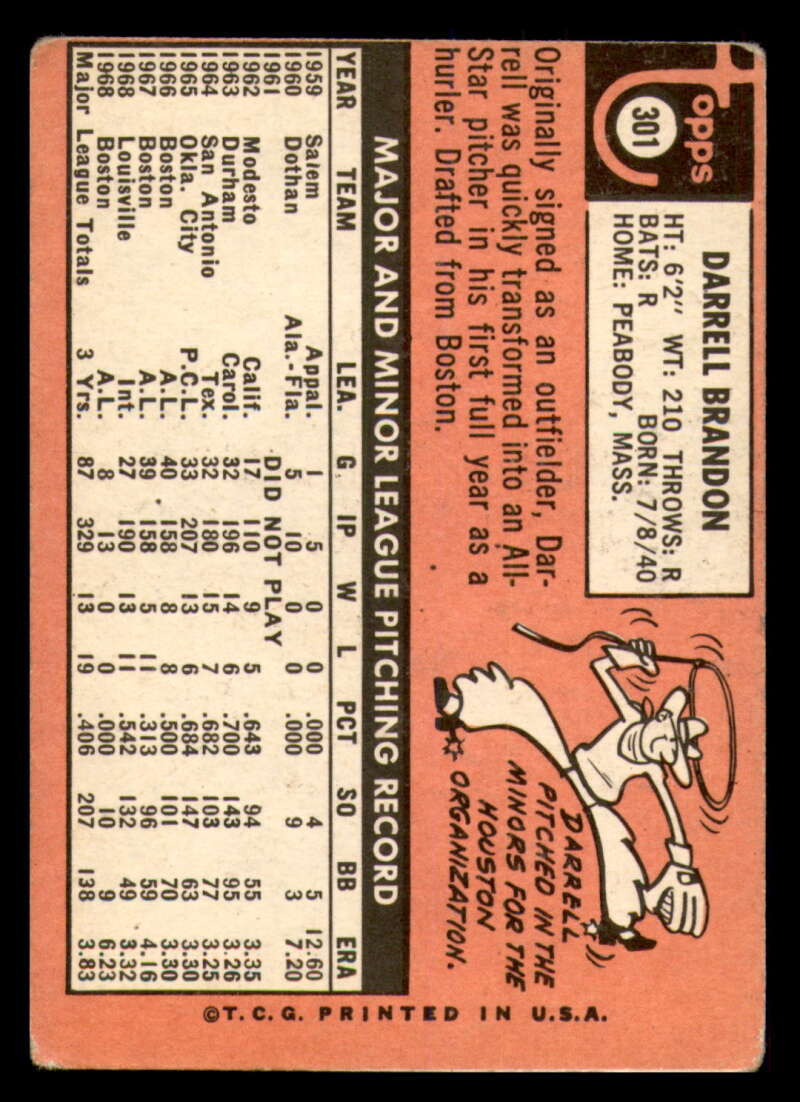 Topps
301
DARRELL BRANDON
HT: 6'2" WT: 210 THROWS: R
BATS: R BORN: 7/8/40
HOME: PEABODY, MASS.
Originally signed as an outfielder, Dar-
rell was quickly transformed into an All-
Star pitcher in his first full year as a
hurler. Drafted from Boston.
DARRELL
PITCHED IN THE
MINORS FOR THE
HOUSTON
ORGANIZATION.
MAJOR AND MINOR LEAGUE PITCHING RECORD
YEAR TEAM LEA. G IP W L PCT SO BB ERA
1959 Salem Appal. 1 5 0 0 .000 4 5 12.60
1960 Dothan Ala.-Fla. 5 10 0 0 .000 9 3 7.20
1961 DID NOT PLAY
1962 Modesto Calif. 17 110 9 5 .643 94 55 3.35
1963 Durham Carol. 32 196 14 6 .700 143 95 3.26
1964 San Antonio Tex. 32 180 15 7 .682 103 77 3.25
1965 Okla. City P.C.L. 33 207 13 6 .684 147 63 3.30
1966 Boston A.L. 40 158 8 8 .500 101 70 3.30
1967 Boston A.L. 39 158 5 11 .313 96 59 4.16
1968 Louisville Int. 27 190 13 11 .542 132 49 3.32
1968 Boston A.L. 8 13 0 0 .000 10 9 6.23
Major League Totals 3 Yrs. 87 329 13 19 .406 207 138 3.83
©T.C.G. PRINTED IN U.S.A.